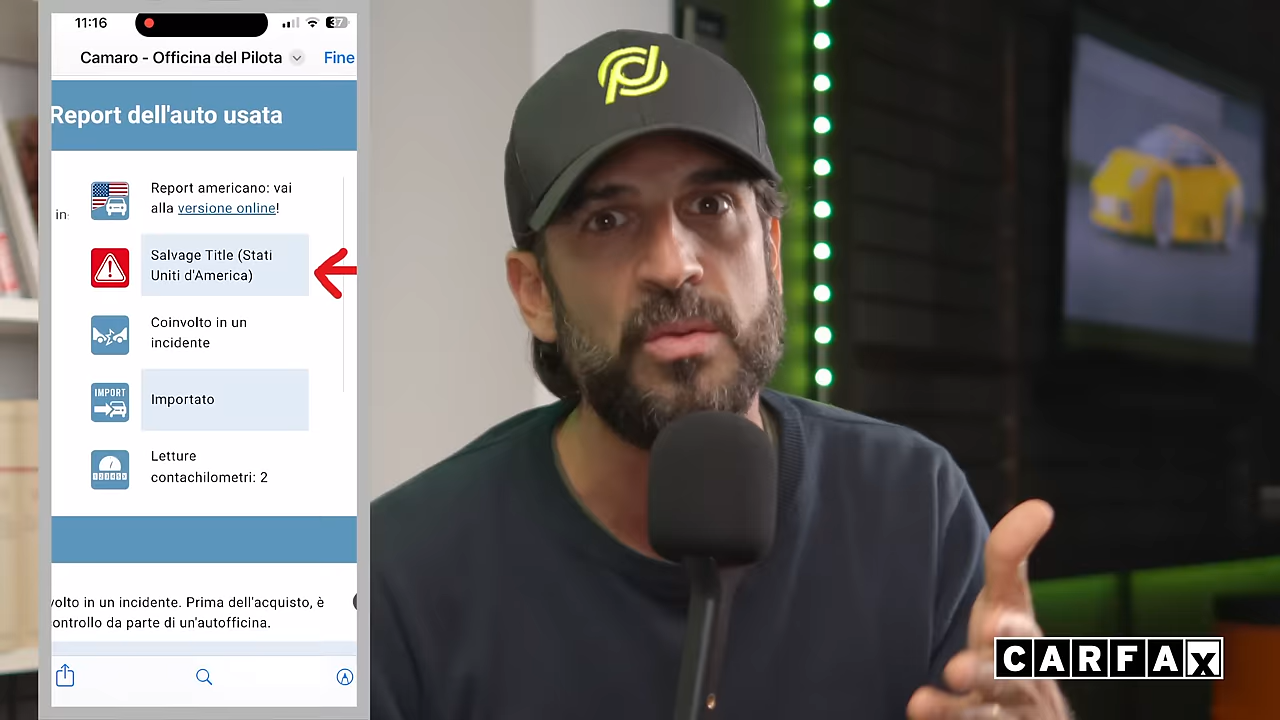 11:16
37
Camaro - Officina del Pilota
Fine
Report dell'auto usata
in
Report americano: vai
alla versione online!
Salvage Title (Stati
Uniti d'America)
Coinvolto in un
incidente
IMPORT
Importato
Letture
contachilometri: 2
volto in un incidente. Prima dell'acquisto, è
ontrollo da parte di un'autofficina.
CARFAX